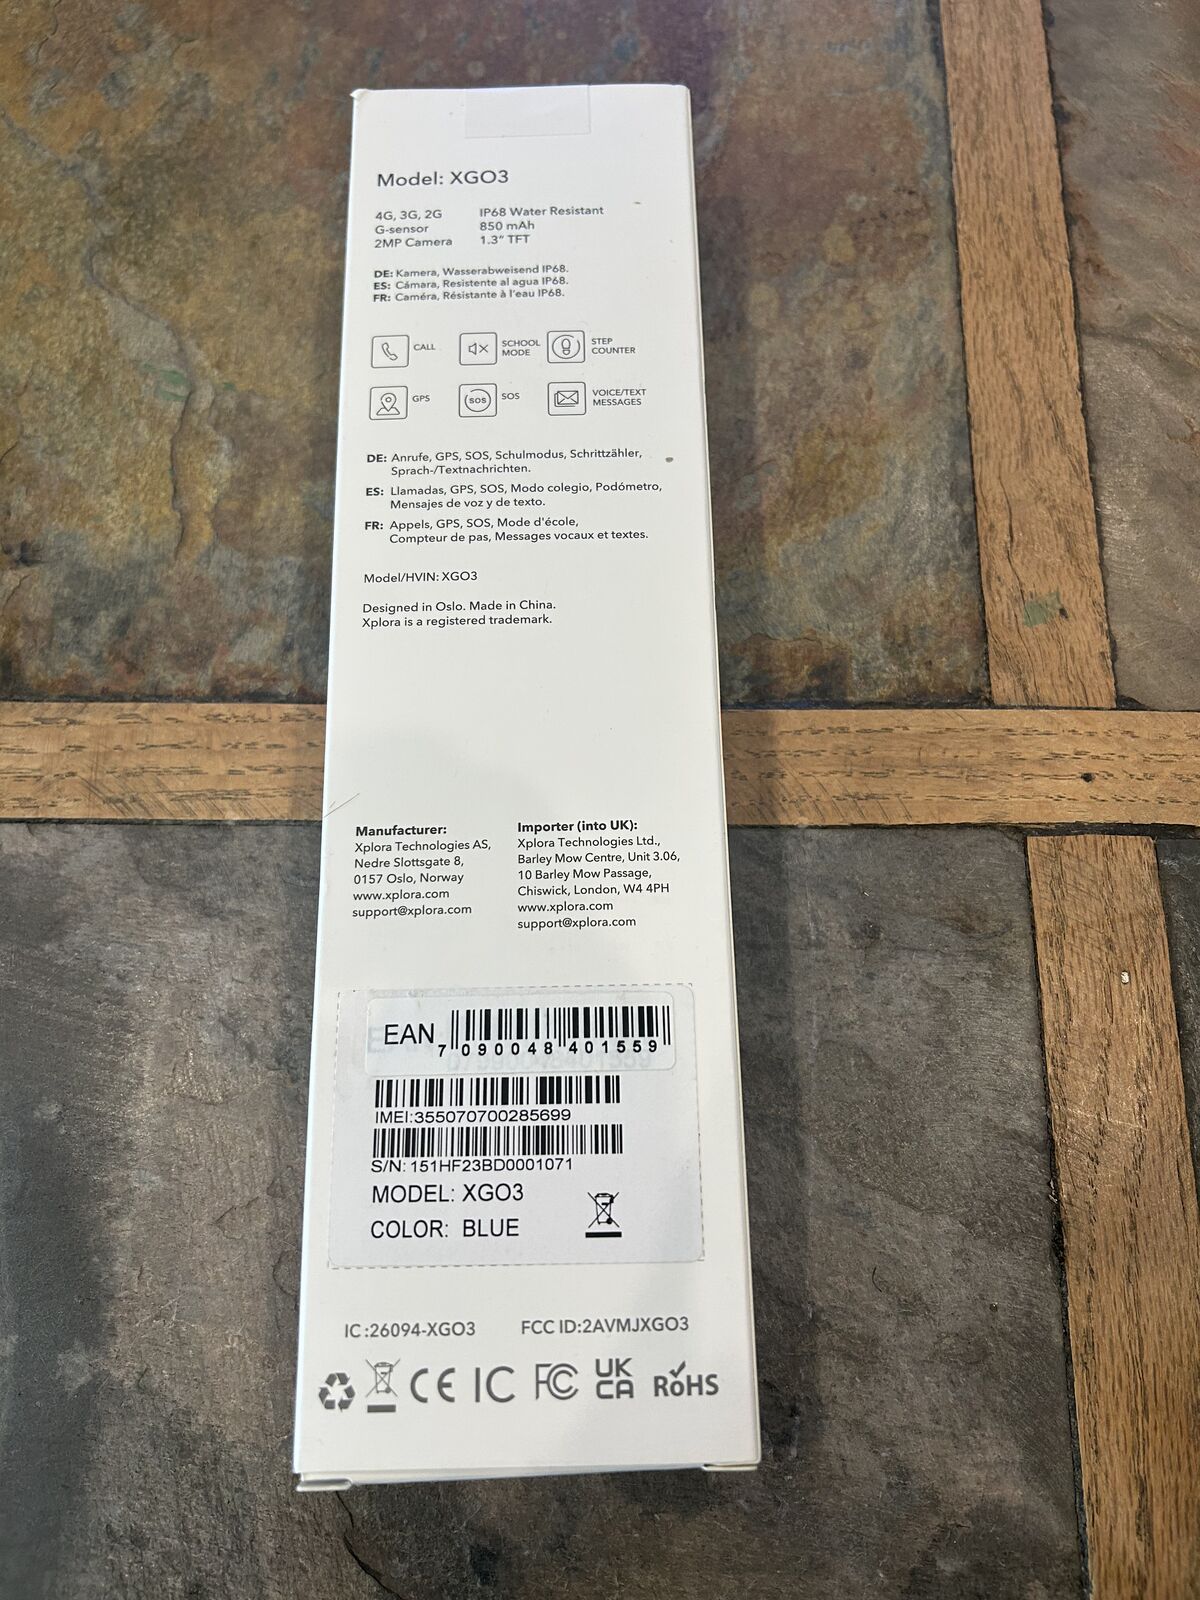 Model: XGO3
4G, 3G, 2G
G-sensor
2MP Camera
IP68 Water Resistant
850 mAh
1.3" TFT
DE: Kamera, Wasserabweisend IP68.
ES: Cámara, Resistente al agua IP68.
FR: Caméra, Résistante à l'eau IP68.
CALL
SCHOOL
MODE
STEP
COUNTER
GPS
SOS
SOS
VOICE/TEXT
MESSAGES
DE: Anrufe, GPS, SOS, Schulmodus, Schrittzähler,
Sprach-/Textnachrichten.
ES: Llamadas, GPS, SOS, Modo colegio, Podómetro,
Mensajes de voz y de texto.
FR: Appels, GPS, SOS, Mode d'école,
Compteur de pas, Messages vocaux et textes.
Model/HVIN: XGO3
Designed in Oslo. Made in China.
Xplora is a registered trademark.
Manufacturer:
Xplora Technologies AS,
Nedre Slottsgate 8,
0157 Oslo, Norway
www.xplora.com
support@xplora.com
Importer (into UK):
Xplora Technologies Ltd.,
Barley Mow Centre, Unit 3.06,
10 Barley Mow Passage,
Chiswick, London, W4 4PH
www.xplora.com
support@xplora.com
EAN
7 090048 401559
IMEI:355070700285699
S/N: 151HF23BD0001071
MODEL: XGO3
COLOR: BLUE
IC :26094-XGO3
FCC ID:2AVMJXGO3
CE IC FC UK
CA RoHS